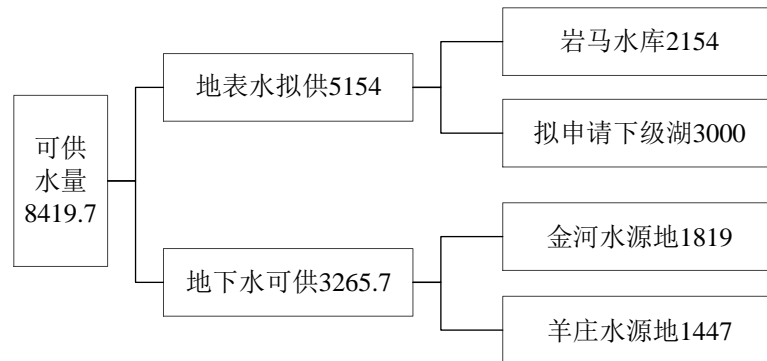 可供
水量
8419.7
地表水拟供5154
岩马水库2154
拟申请下级湖3000
地下水可供3265.7
金河水源地1819
羊庄水源地1447